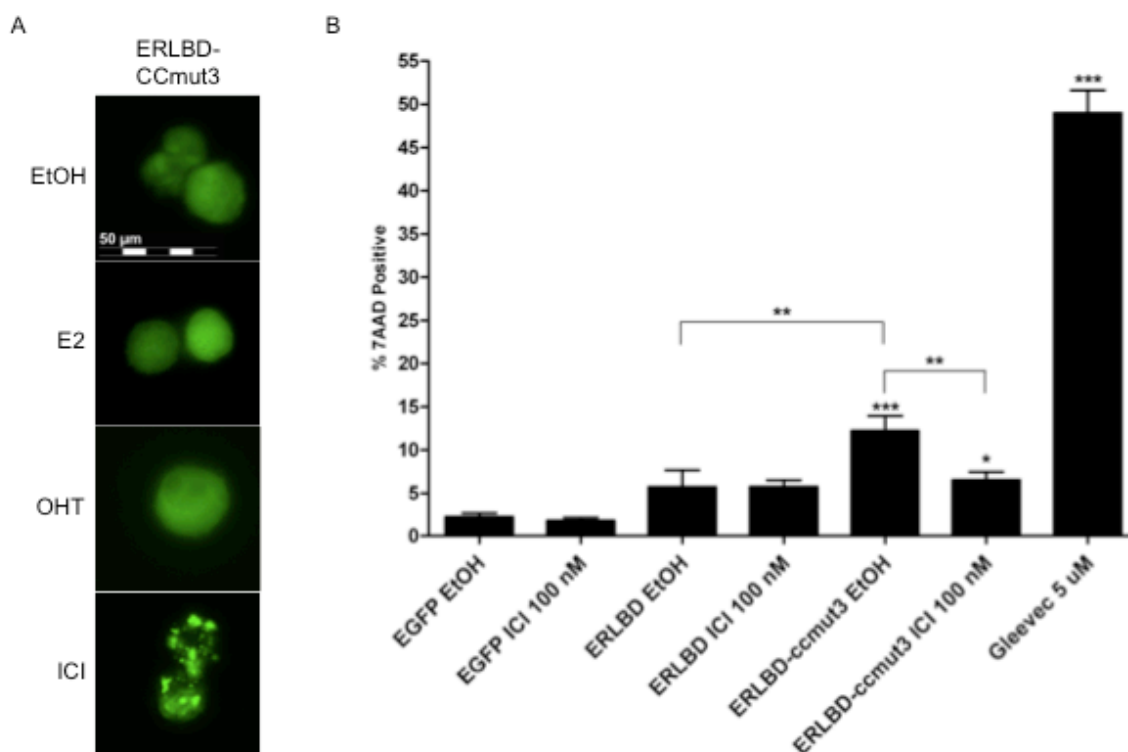 A
ERLBD-
CCmut3
EtOH
50 µm
E2
OHT
ICI
B
55
50
45
40
35
30
25
20
15
10
5
0
% 7AAD Positive
***
**
**
***
*
EGFP EtOH
EGFP ICI 100 nM
ERLBD EtOH
ERLBD ICI 100 nM
ERLBD-ccmut3 EtOH
ERLBD-ccmut3 ICI 100 nM
Gleevec 5 uM